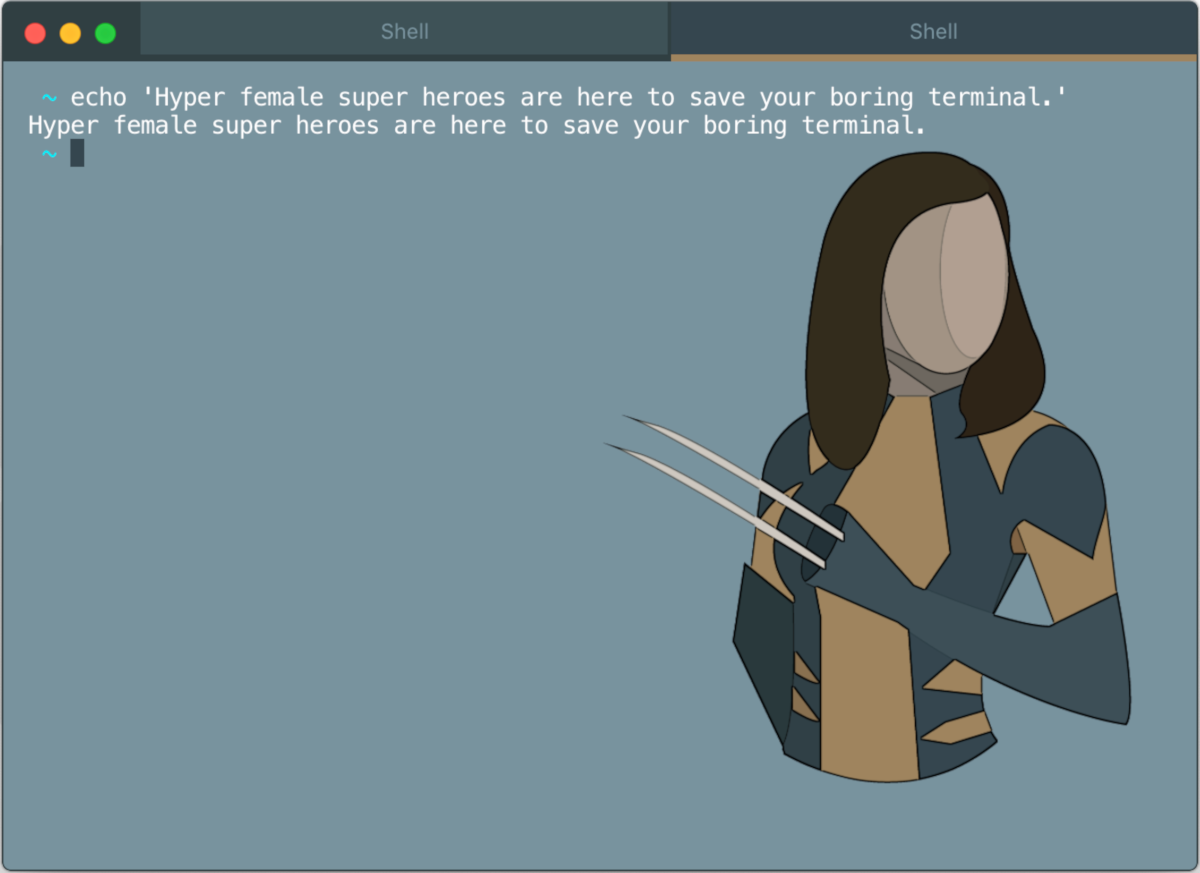 Shell Shell
~ echo 'Hyper female super heroes are here to save your boring terminal.'
Hyper female super heroes are here to save your boring terminal.
~